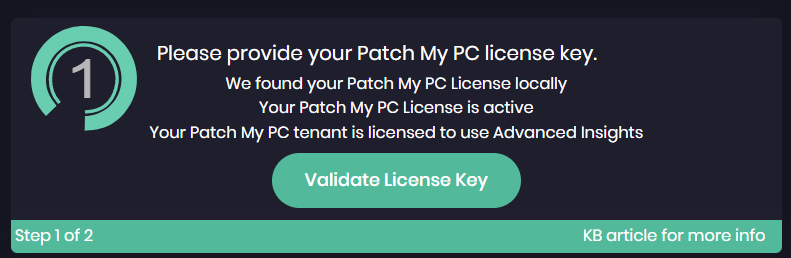 1
Please provide your Patch My PC license key.
We found your Patch My PC License locally
Your Patch My PC License is active
Your Patch My PC tenant is licensed to use Advanced Insights
Validate License Key
Step 1 of 2
KB article for more info